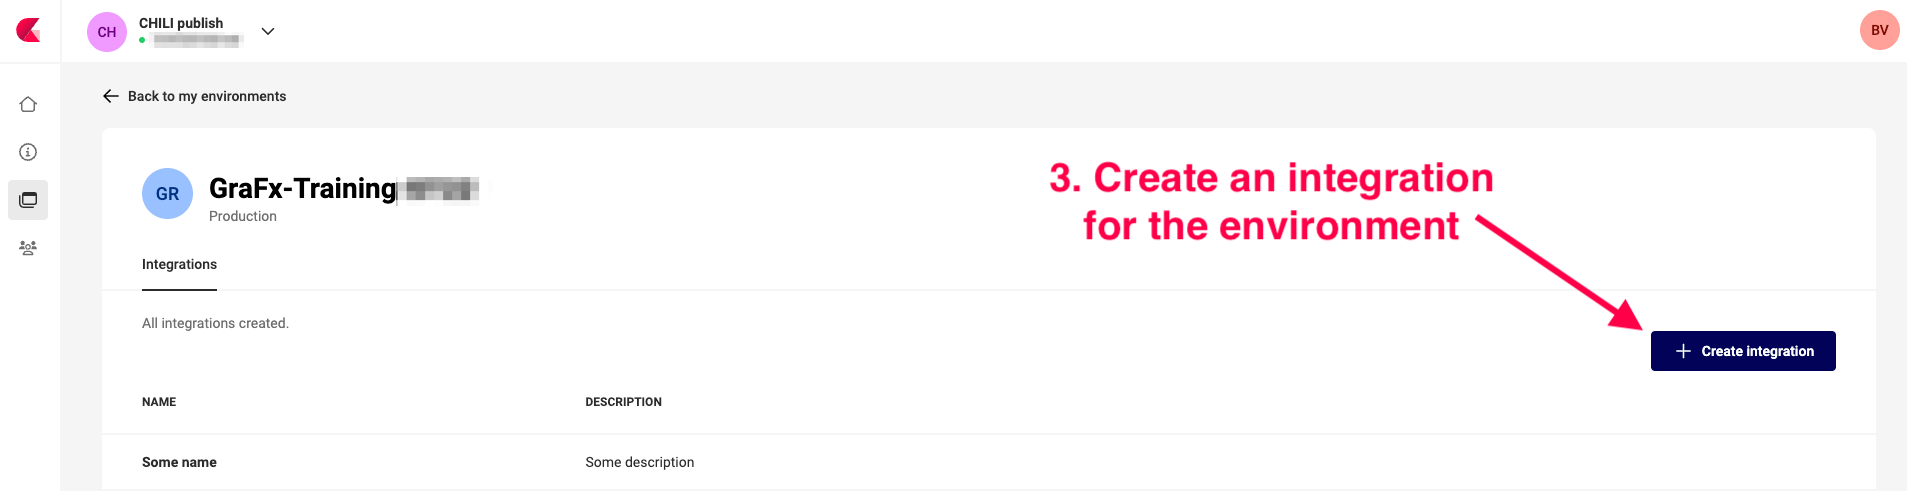 CH
CHILI publish
BV
Back to my environments
GR
GraFx-Training
Production
3. Create an integration
for the environment
Integrations
All integrations created.
Create integration
NAME
DESCRIPTION
Some name
Some description